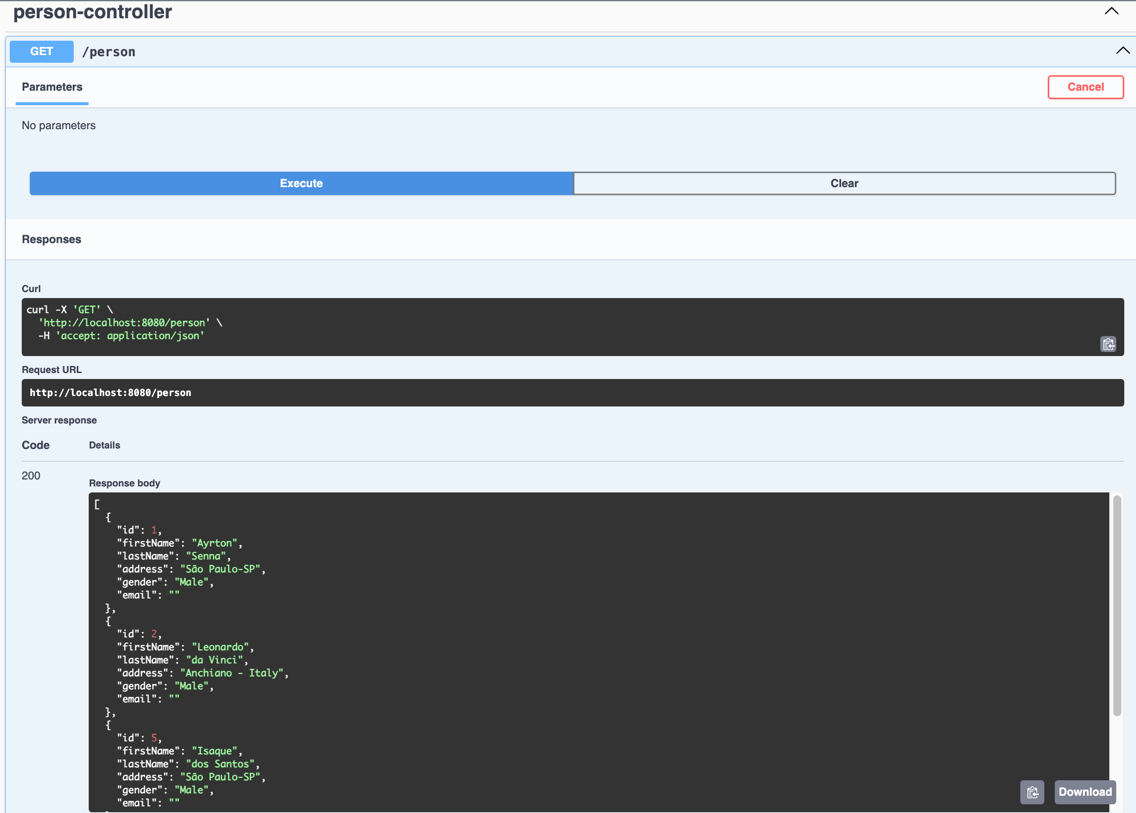 person-controller
GET /person
Parameters Cancel
No parameters
Execute Clear
Responses
Curl
curl -X 'GET' \
  'http://localhost:8080/person' \
  -H 'accept: application/json'
Request URL
http://localhost:8080/person
Server response
Code Details
200
Response body
[
  {
    "id": 1,
    "firstName": "Ayrton",
    "lastName": "Senna",
    "address": "São Paulo-SP",
    "gender": "Male",
    "email": ""
  },
  {
    "id": 2,
    "firstName": "Leonardo",
    "lastName": "da Vinci",
    "address": "Anchiano - Italy",
    "gender": "Male",
    "email": ""
  },
  {
    "id": 5,
    "firstName": "Isaque",
    "lastName": "dos Santos",
    "address": "São Paulo-SP",
    "gender": "Male",
    "email": ""
Download